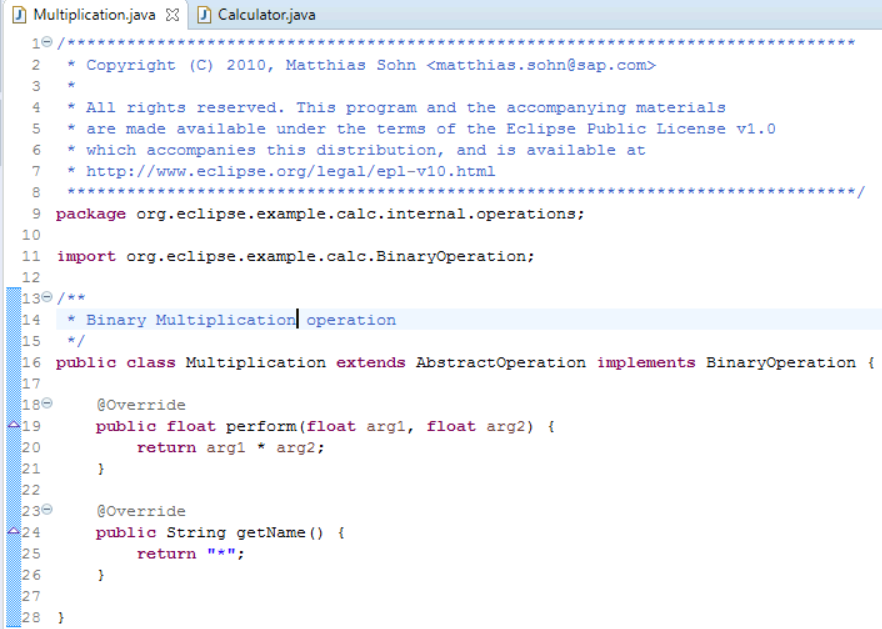 Multiplication.java Calculator.java
1 /*******************************************************************************
2  * Copyright (C) 2010, Matthias Sohn <matthias.sohn@sap.com>
3  *
4  * All rights reserved. This program and the accompanying materials
5  * are made available under the terms of the Eclipse Public License v1.0
6  * which accompanies this distribution, and is available at
7  * http://www.eclipse.org/legal/epl-v10.html
8  *******************************************************************************/
9 package org.eclipse.example.calc.internal.operations;
10
11 import org.eclipse.example.calc.BinaryOperation;
12
13 /**
14  * Binary Multiplication operation
15  */
16 public class Multiplication extends AbstractOperation implements BinaryOperation {
17
18     @Override
19     public float perform(float arg1, float arg2) {
20         return arg1 * arg2;
21     }
22
23     @Override
24     public String getName() {
25         return "*";
26     }
27
28 }